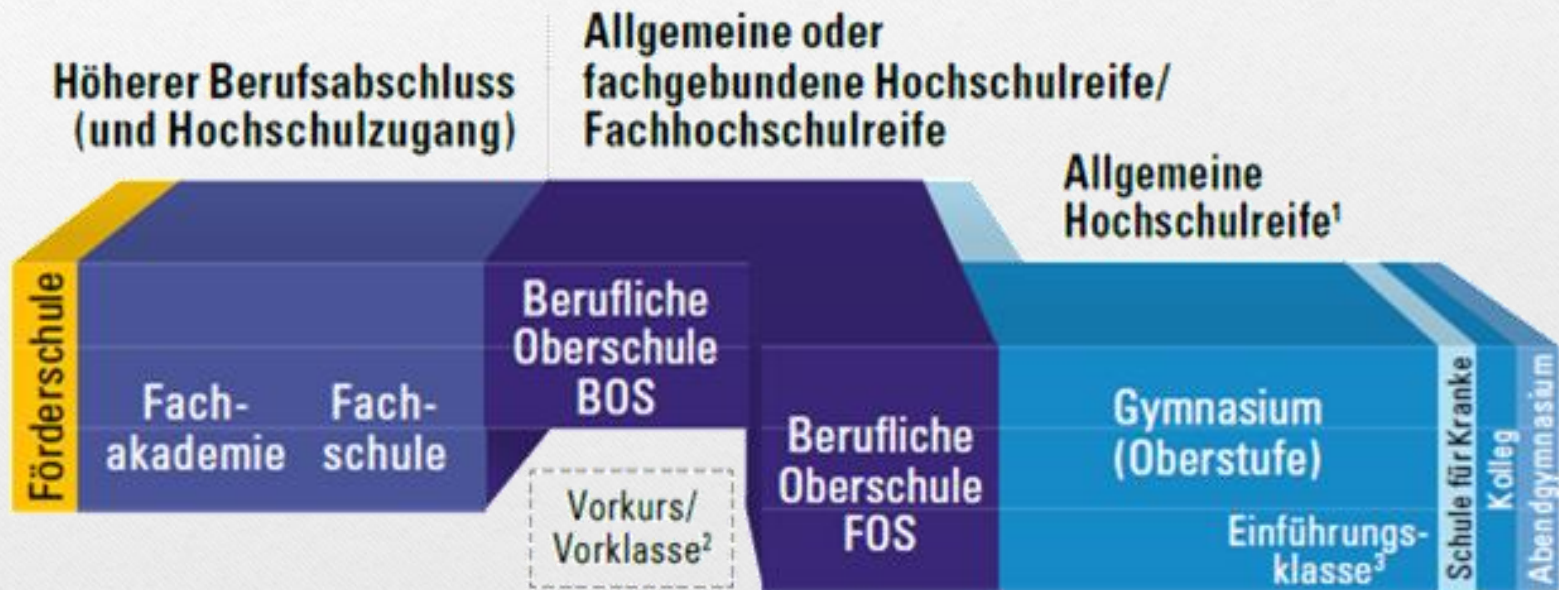 Höherer Berufsabschluss
(und Hochschulzugang)
Allgemeine oder
fachgebundene Hochschulreife/
Fachhochschulreife
Allgemeine
Hochschulreife¹
Förderschule
Fach-
akademie
Fach-
schule
Berufliche
Oberschule
BOS
Vorkurs/
Vorklasse²
Berufliche
Oberschule
FOS
Gymnasium
(Oberstufe)
Einführungs-
klasse³
Schule für Kranke
Kolleg
Abendgymnasium